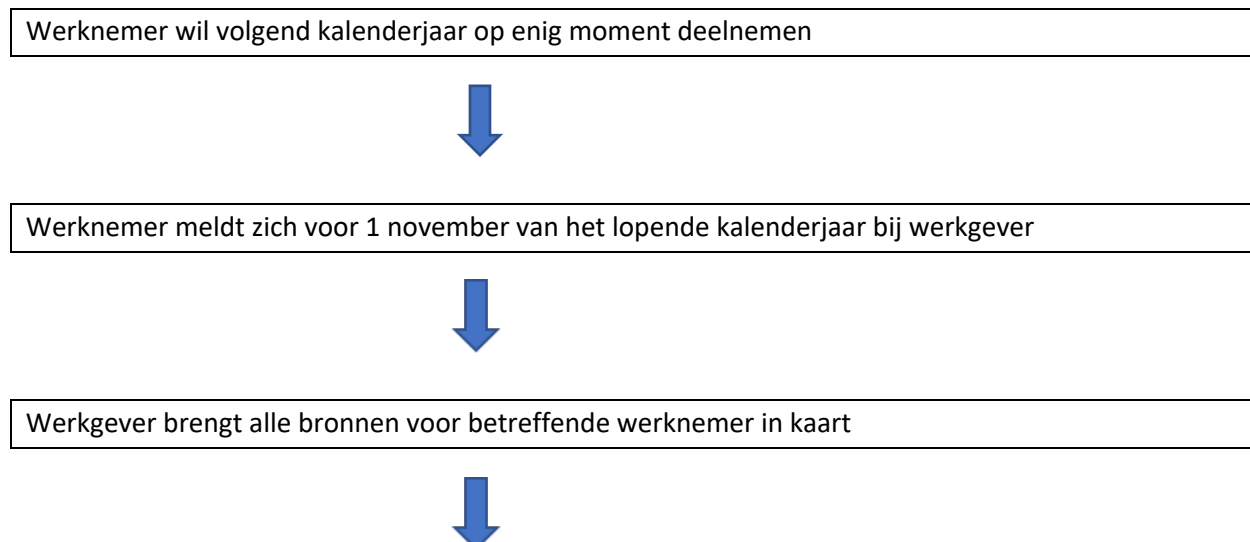 Werknemer wil volgend kalenderjaar op enig moment deelnemen
Werknemer meldt zich voor 1 november van het lopende kalenderjaar bij werkgever
Werkgever brengt alle bronnen voor betreffende werknemer in kaart